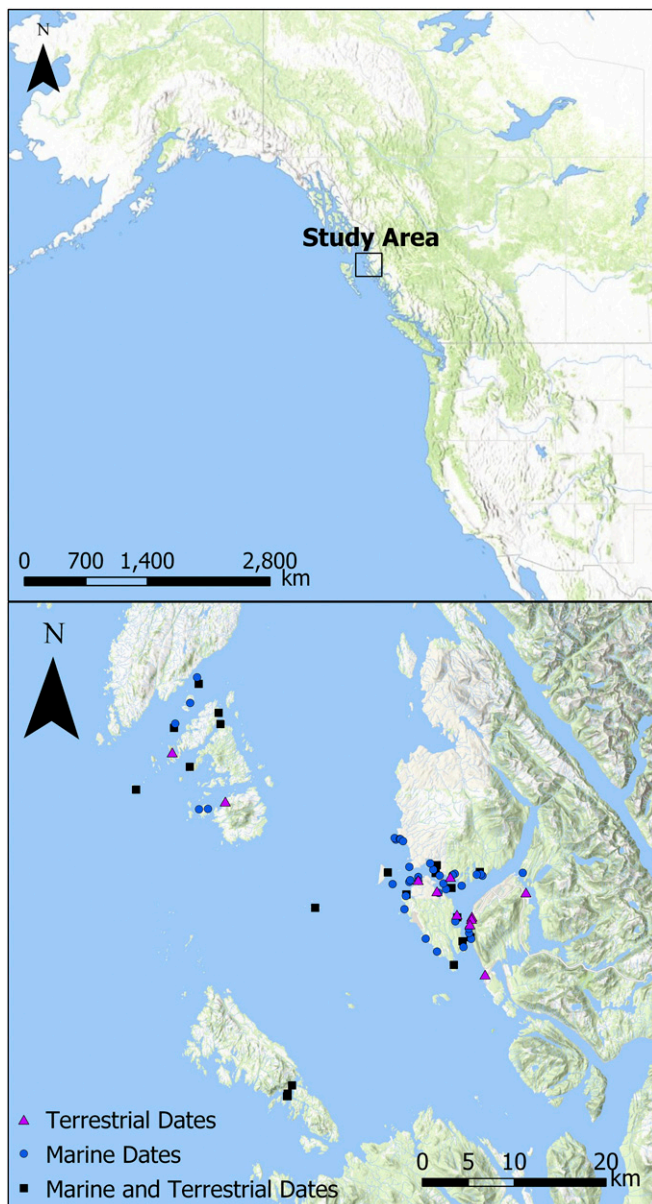 N
Study Area
0 700 1,400 2,800
km
N
Terrestrial Dates
Marine Dates
Marine and Terrestrial Dates
0 5 10 20
km